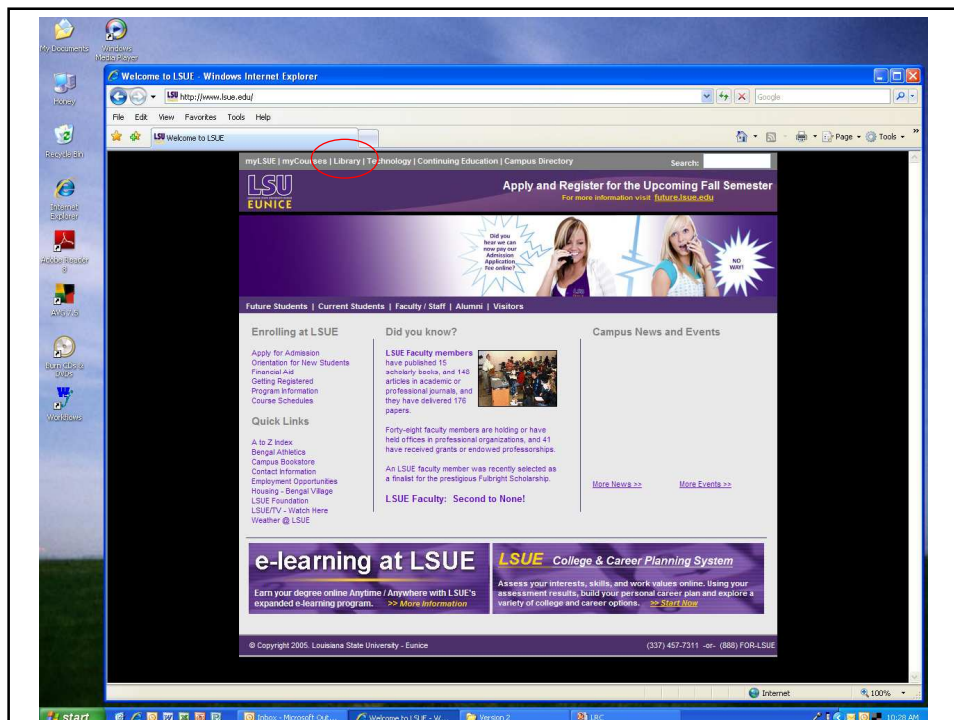 My Documents
Windows
Media Player
Honey
Recycle Bin
Internet
Explorer
Adobe Reader
8
AVG 7.5
Burn CDs &
DVDs
Workflows
Welcome to LSUE - Windows Internet Explorer
LSU http://www.lsue.edu/
Google
File Edit View Favorites Tools Help
LSU Welcome to LSUE
Page Tools
myLSUE | myCourses | Library | Technology | Continuing Education | Campus Directory
Search:
LSU
EUNICE
Apply and Register for the Upcoming Fall Semester
For more information visit future.lsue.edu
Did you
hear we can
now pay our
Admission
Application
Fee online?
NO
WAY!
Future Students | Current Students | Faculty / Staff | Alumni | Visitors
Enrolling at LSUE
Apply for Admission
Orientation for New Students
Financial Aid
Getting Registered
Program Information
Course Schedules
Quick Links
A to Z Index
Bengal Athletics
Campus Bookstore
Contact Information
Employment Opportunities
Housing - Bengal Village
LSUE Foundation
LSUE/TV - Watch Here
Weather @ LSUE
Did you know?
LSUE Faculty members
have published 15
scholarly books, and 148
articles in academic or
professional journals, and
they have delivered 176
papers.
Forty-eight faculty members are holding or have
held offices in professional organizations, and 41
have received grants or endowed professorships.
An LSUE faculty member was recently selected as
a finalist for the prestigious Fulbright Scholarship.
LSUE Faculty: Second to None!
Campus News and Events
More News >> More Events >>
e-learning at LSUE
Earn your degree online Anytime / Anywhere with LSUE's
expanded e-learning program. >> More Information
LSUE College & Career Planning System
Assess your interests, skills, and work values online. Using your
assessment results, build your personal career plan and explore a
variety of college and career options. >> Start Now
© Copyright 2005. Louisiana State University - Eunice
(337) 457-7311 -or- (888) FOR-LSUE
Internet 100%
start
Inbox - Microsoft Out...
Welcome to LSUE - W...
Version 2
LRC
10:28 AM